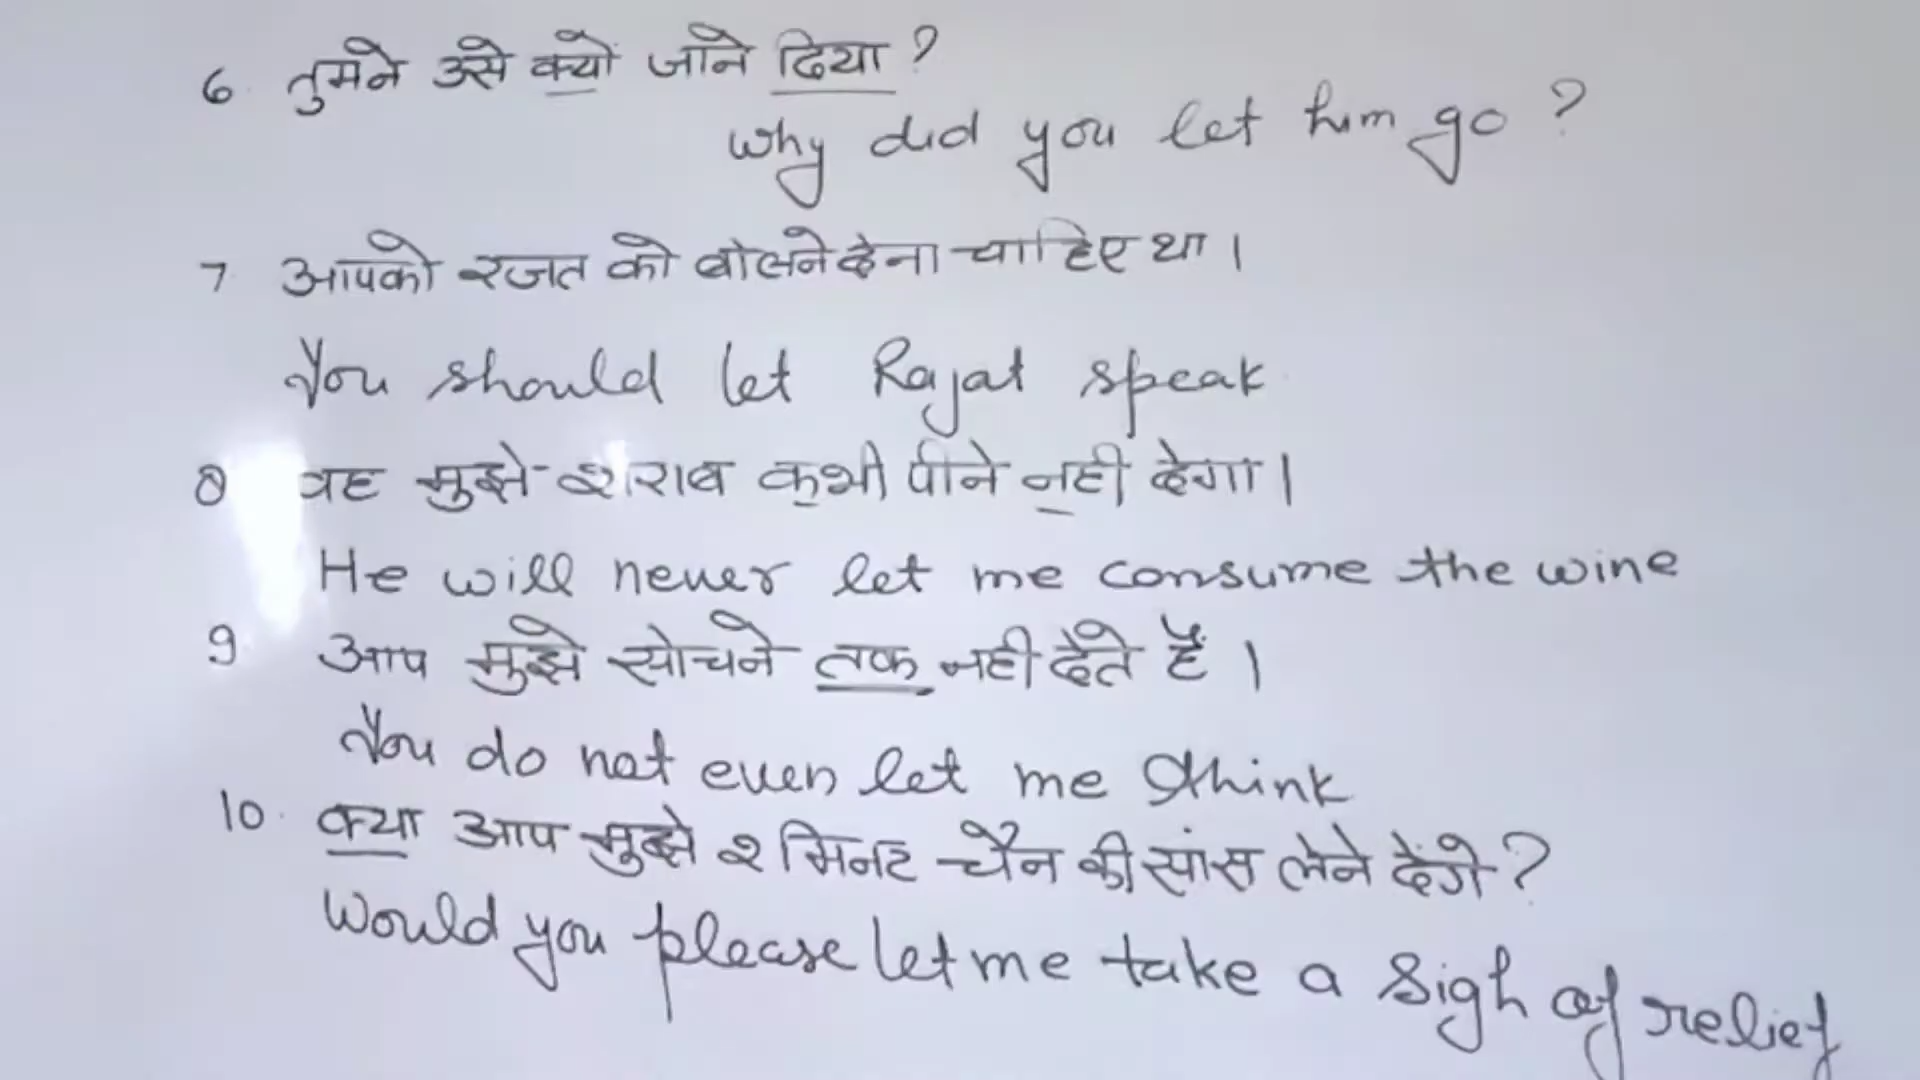 6. तुमने उसे क्यों जाने दिया ?
Why did you let him go ?
7 आपको रजत को बोलने देना चाहिए था ।
You should let Rajat speak
8 वह मुझे शराब कभी पीने नही देगा ।
He will never let me consume the wine
9 आप मुझे सोचने तक नही देते हैं ।
You do not even let me think
10. क्या आप मुझे २ मिनट चैन की सांस लेने देंगे ?
Would you please let me take a sigh of relief